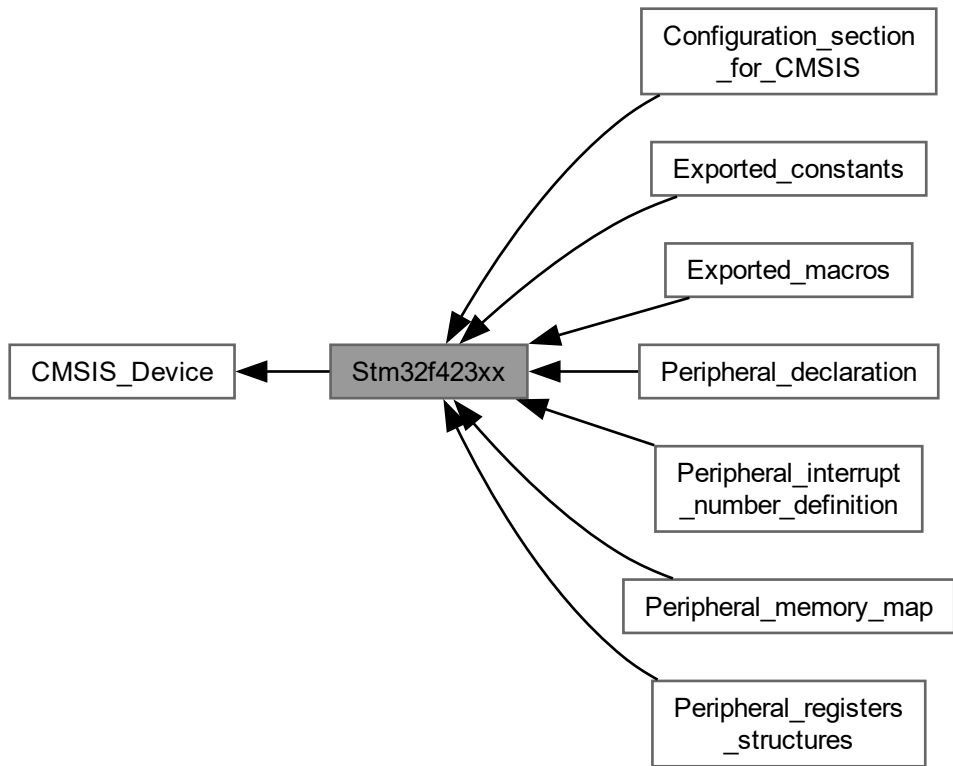 Configuration_section
_for_CMSIS
Exported_constants
Exported_macros
CMSIS_Device
Stm32f423xx
Peripheral_declaration
Peripheral_interrupt
_number_definition
Peripheral_memory_map
Peripheral_registers
_structures